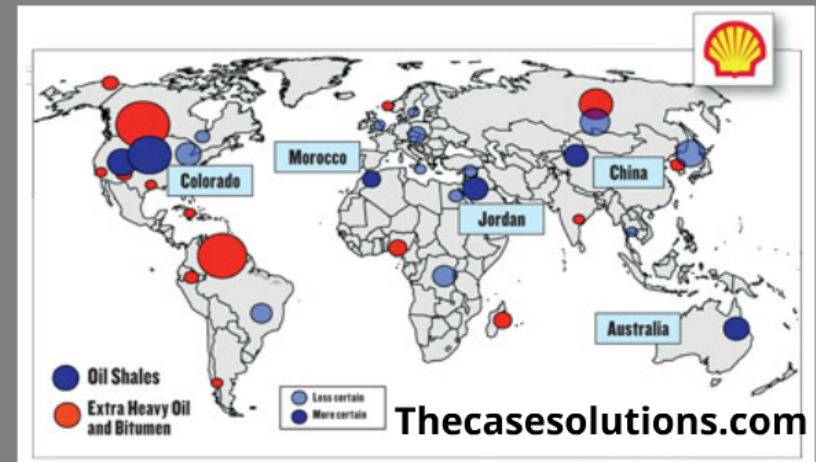 Morocco
Colorado
China
Jordan
Australia
Oil Shales
Extra Heavy Oil
and Bitumen
Less certain
More certain
Thecasesolutions.com